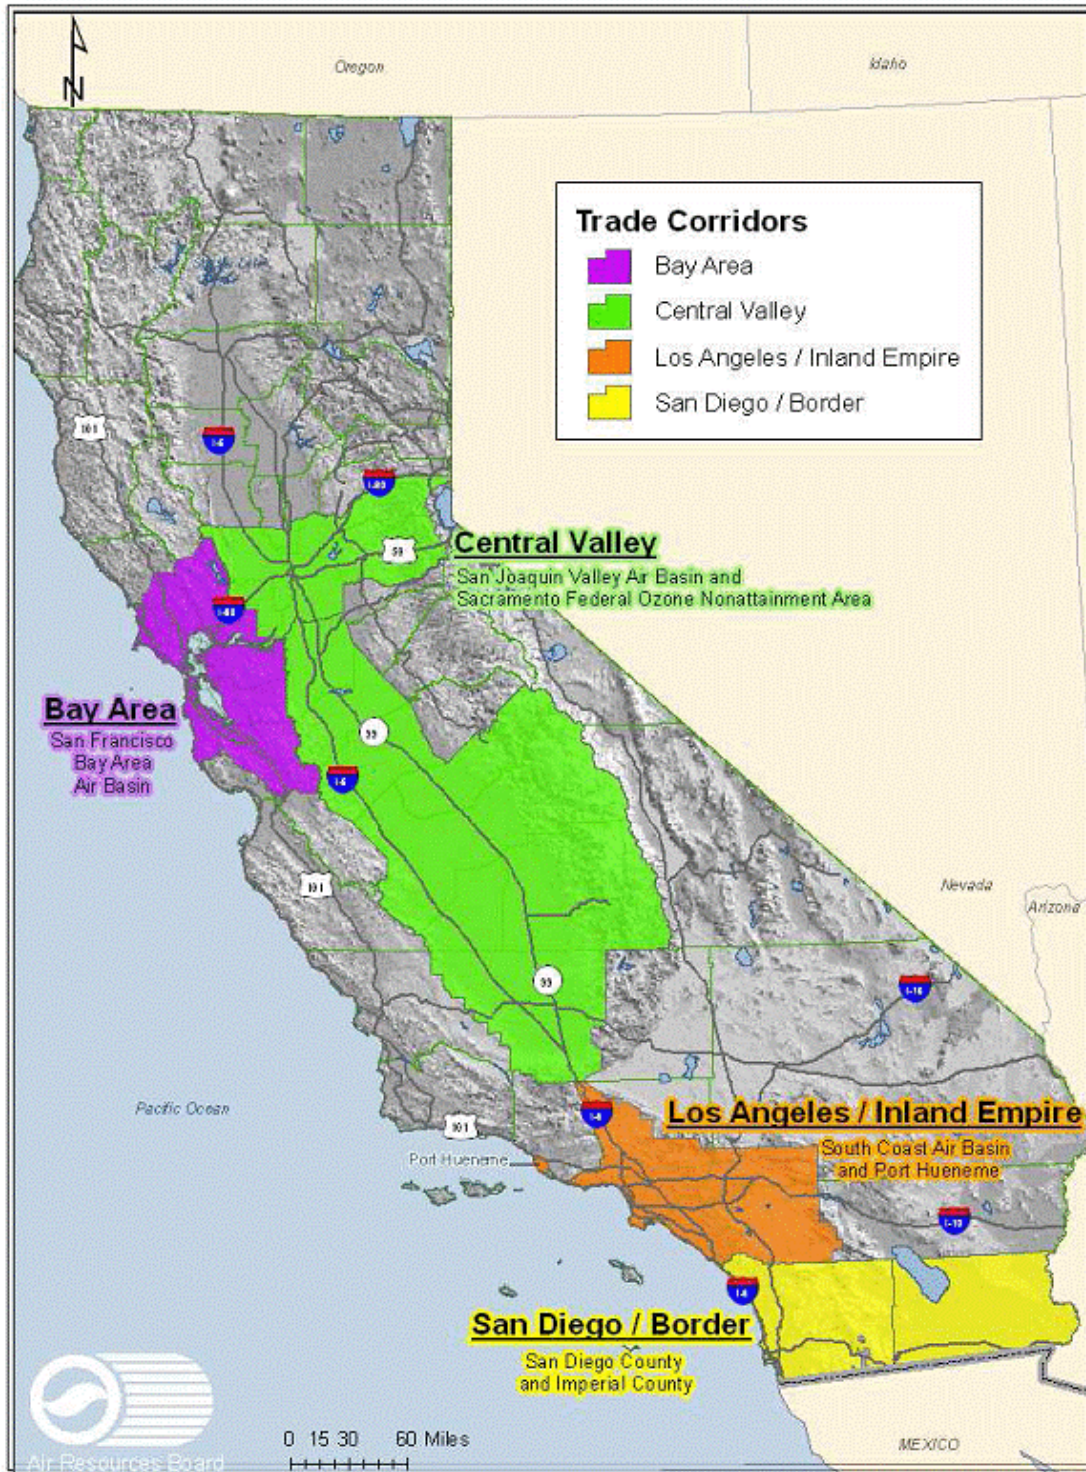 N
Oregon
Idaho
Trade Corridors
Bay Area
Central Valley
Los Angeles / Inland Empire
San Diego / Border
101
I-5
I-80
50
Central Valley
San Joaquin Valley Air Basin and
Sacramento Federal Ozone Nonattainment Area
I-80
Bay Area
San Francisco
Bay Area
Air Basin
99
I-5
101
Nevada
Arizona
99
I-15
Pacific Ocean
I-5
101
Los Angeles / Inland Empire
South Coast Air Basin
and Port Hueneme
Port Hueneme
I-10
San Diego / Border
San Diego County
and Imperial County
0 15 30 60 Miles
Air Resources Board
MEXICO